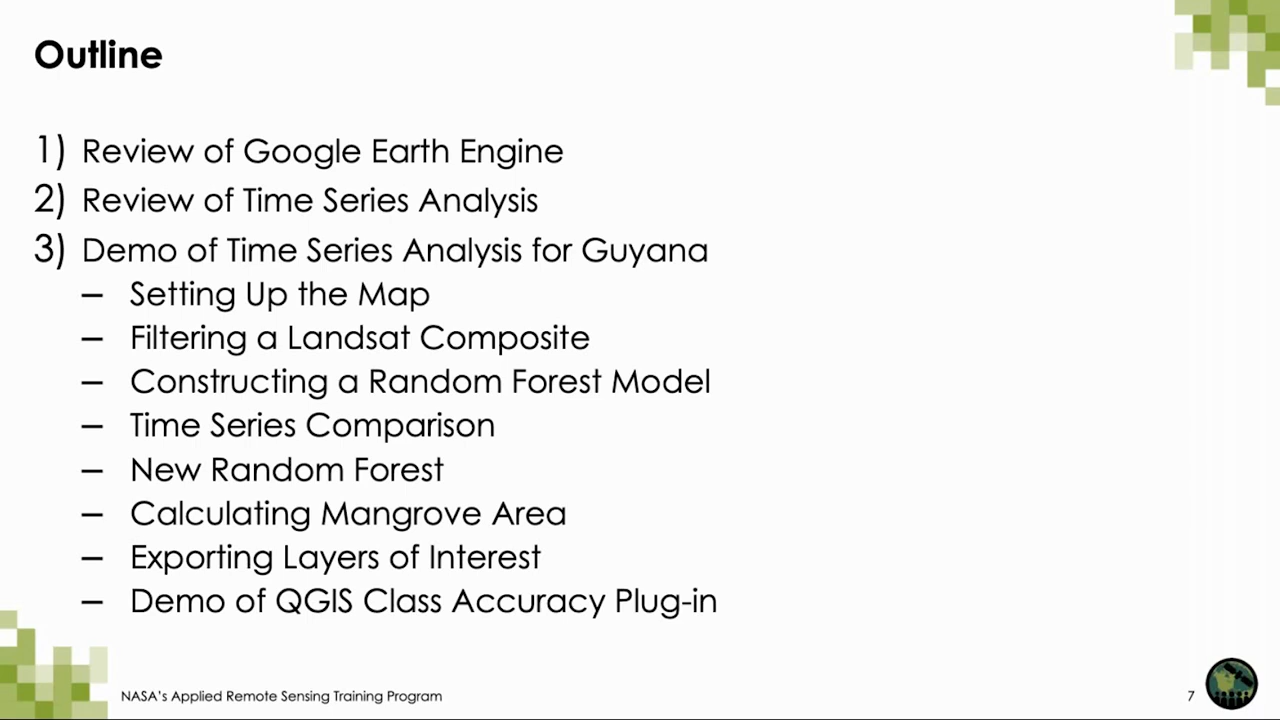 Outline
1) Review of Google Earth Engine
2) Review of Time Series Analysis
3) Demo of Time Series Analysis for Guyana
– Setting Up the Map
– Filtering a Landsat Composite
– Constructing a Random Forest Model
– Time Series Comparison
– New Random Forest
– Calculating Mangrove Area
– Exporting Layers of Interest
– Demo of QGIS Class Accuracy Plug-in
NASA's Applied Remote Sensing Training Program
7